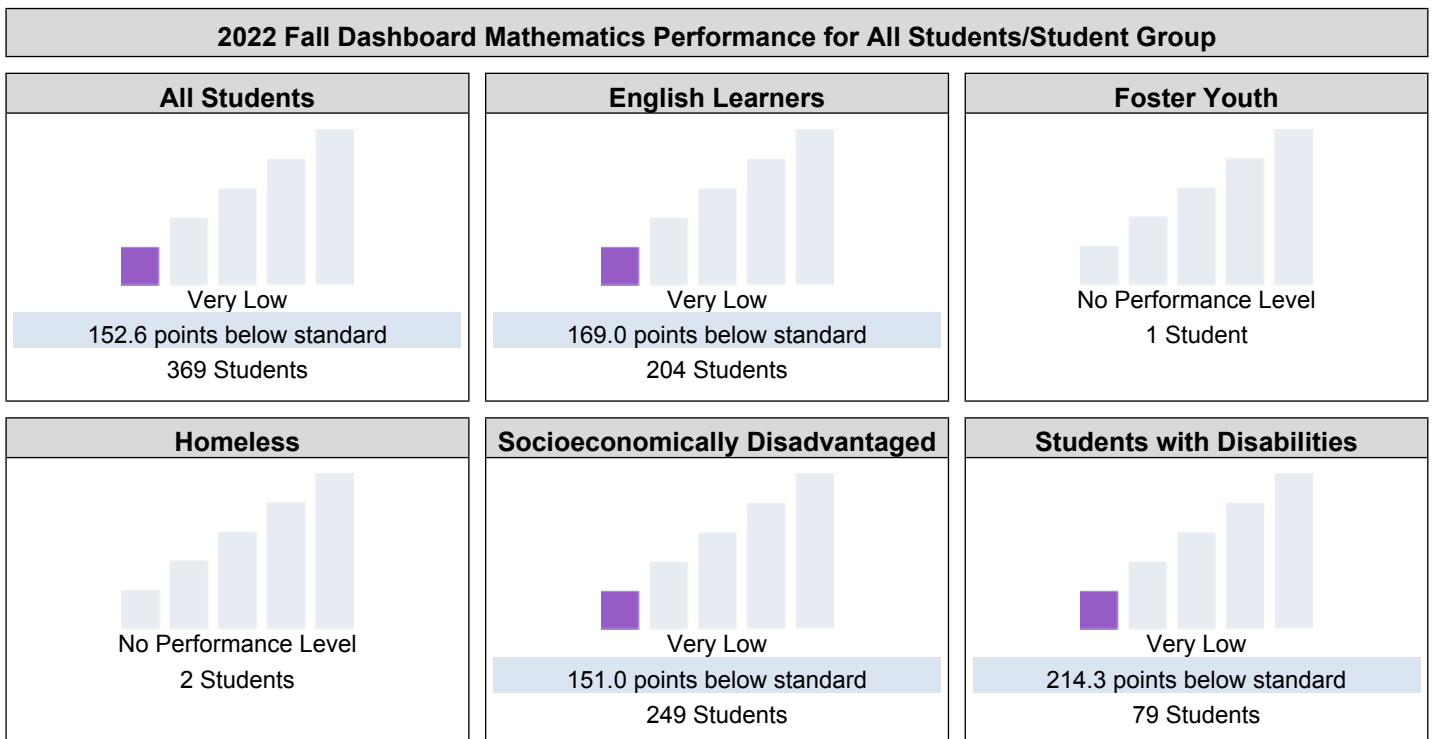 2022 Fall Dashboard Mathematics Performance for All Students/Student Group
All Students
Very Low
152.6 points below standard
369 Students
English Learners
Very Low
169.0 points below standard
204 Students
Foster Youth
No Performance Level
1 Student
Homeless
No Performance Level
2 Students
Socioeconomically Disadvantaged
Very Low
151.0 points below standard
249 Students
Students with Disabilities
Very Low
214.3 points below standard
79 Students